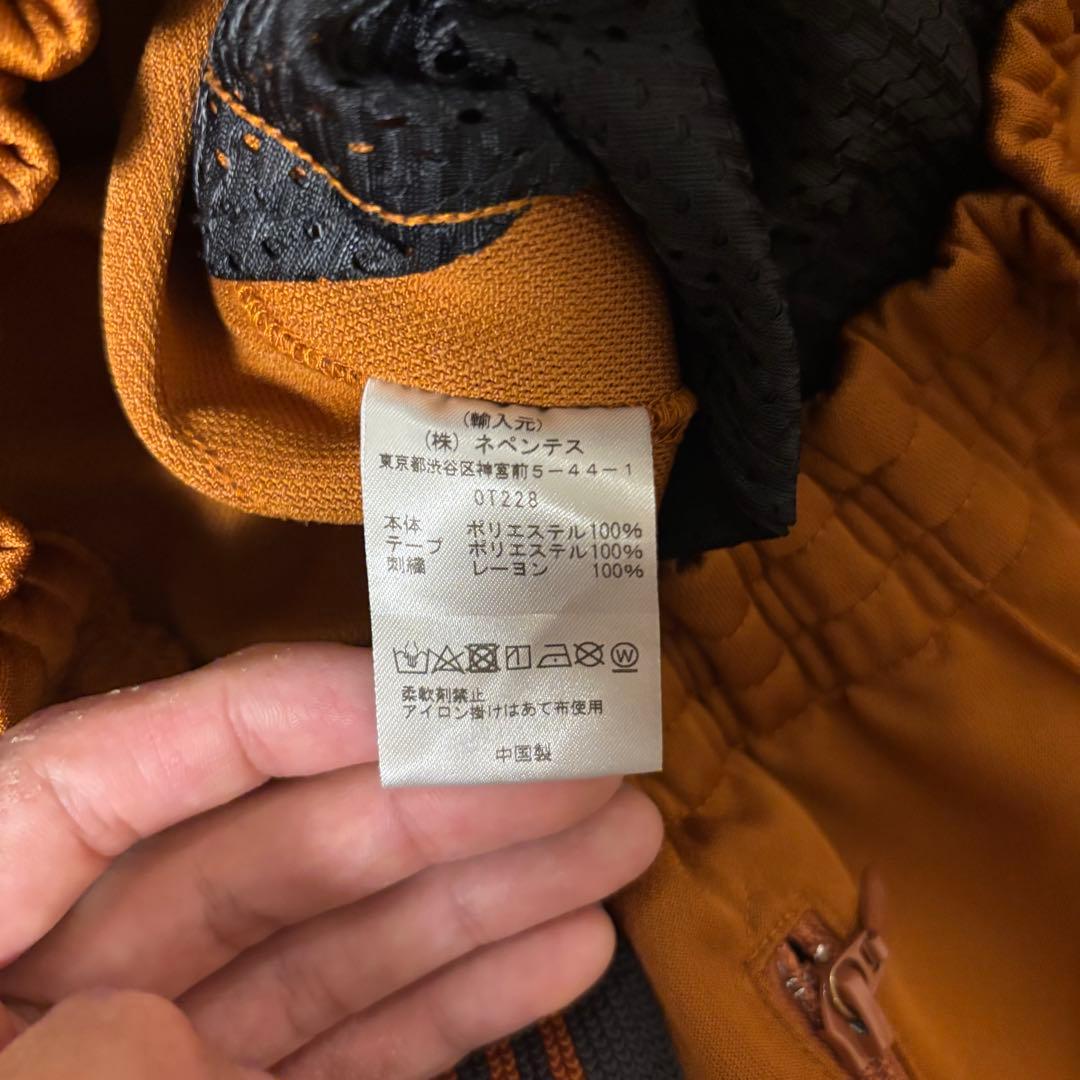 (輸入元)
(株) ネペンテス
東京都渋谷区神宮前5-44-1
OT228
本体 ポリエステル100%
テープ ポリエステル100%
刺繍 レーヨン 100%
W
柔軟剤禁止
アイロン掛けはあて布使用
中国製